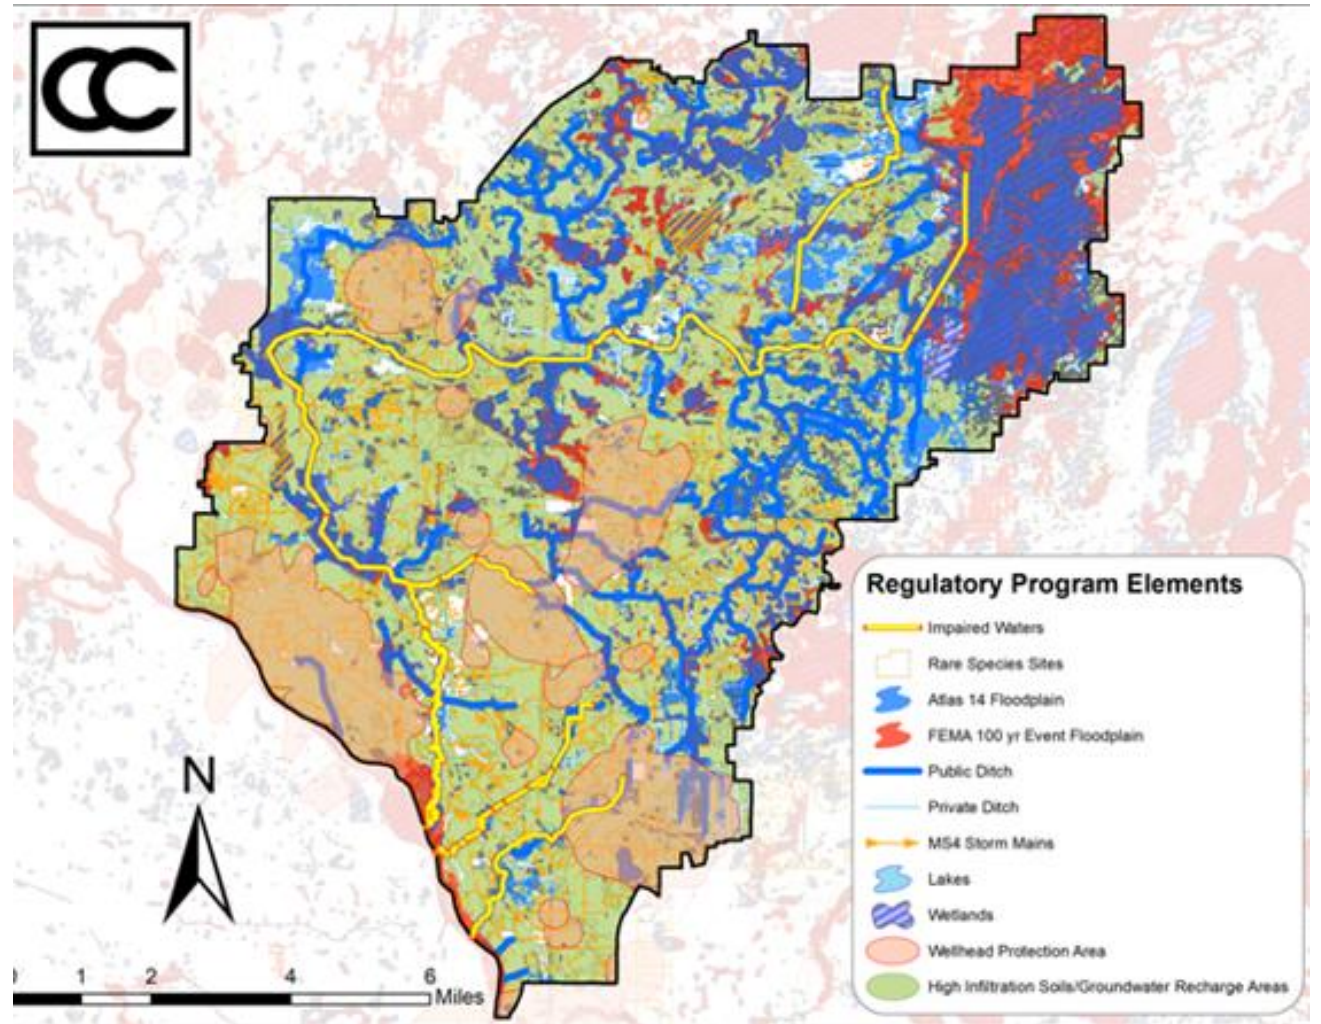 CC
Regulatory Program Elements
Impaired Waters
Rare Species Sites
Atlas 14 Floodplain
FEMA 100 yr Event Floodplain
Public Ditch
Private Ditch
MS4 Storm Mains
Lakes
Wetlands
Wellhead Protection Area
High Infiltration Soils/Groundwater Recharge Areas
N
0 1 2 4 6
Miles